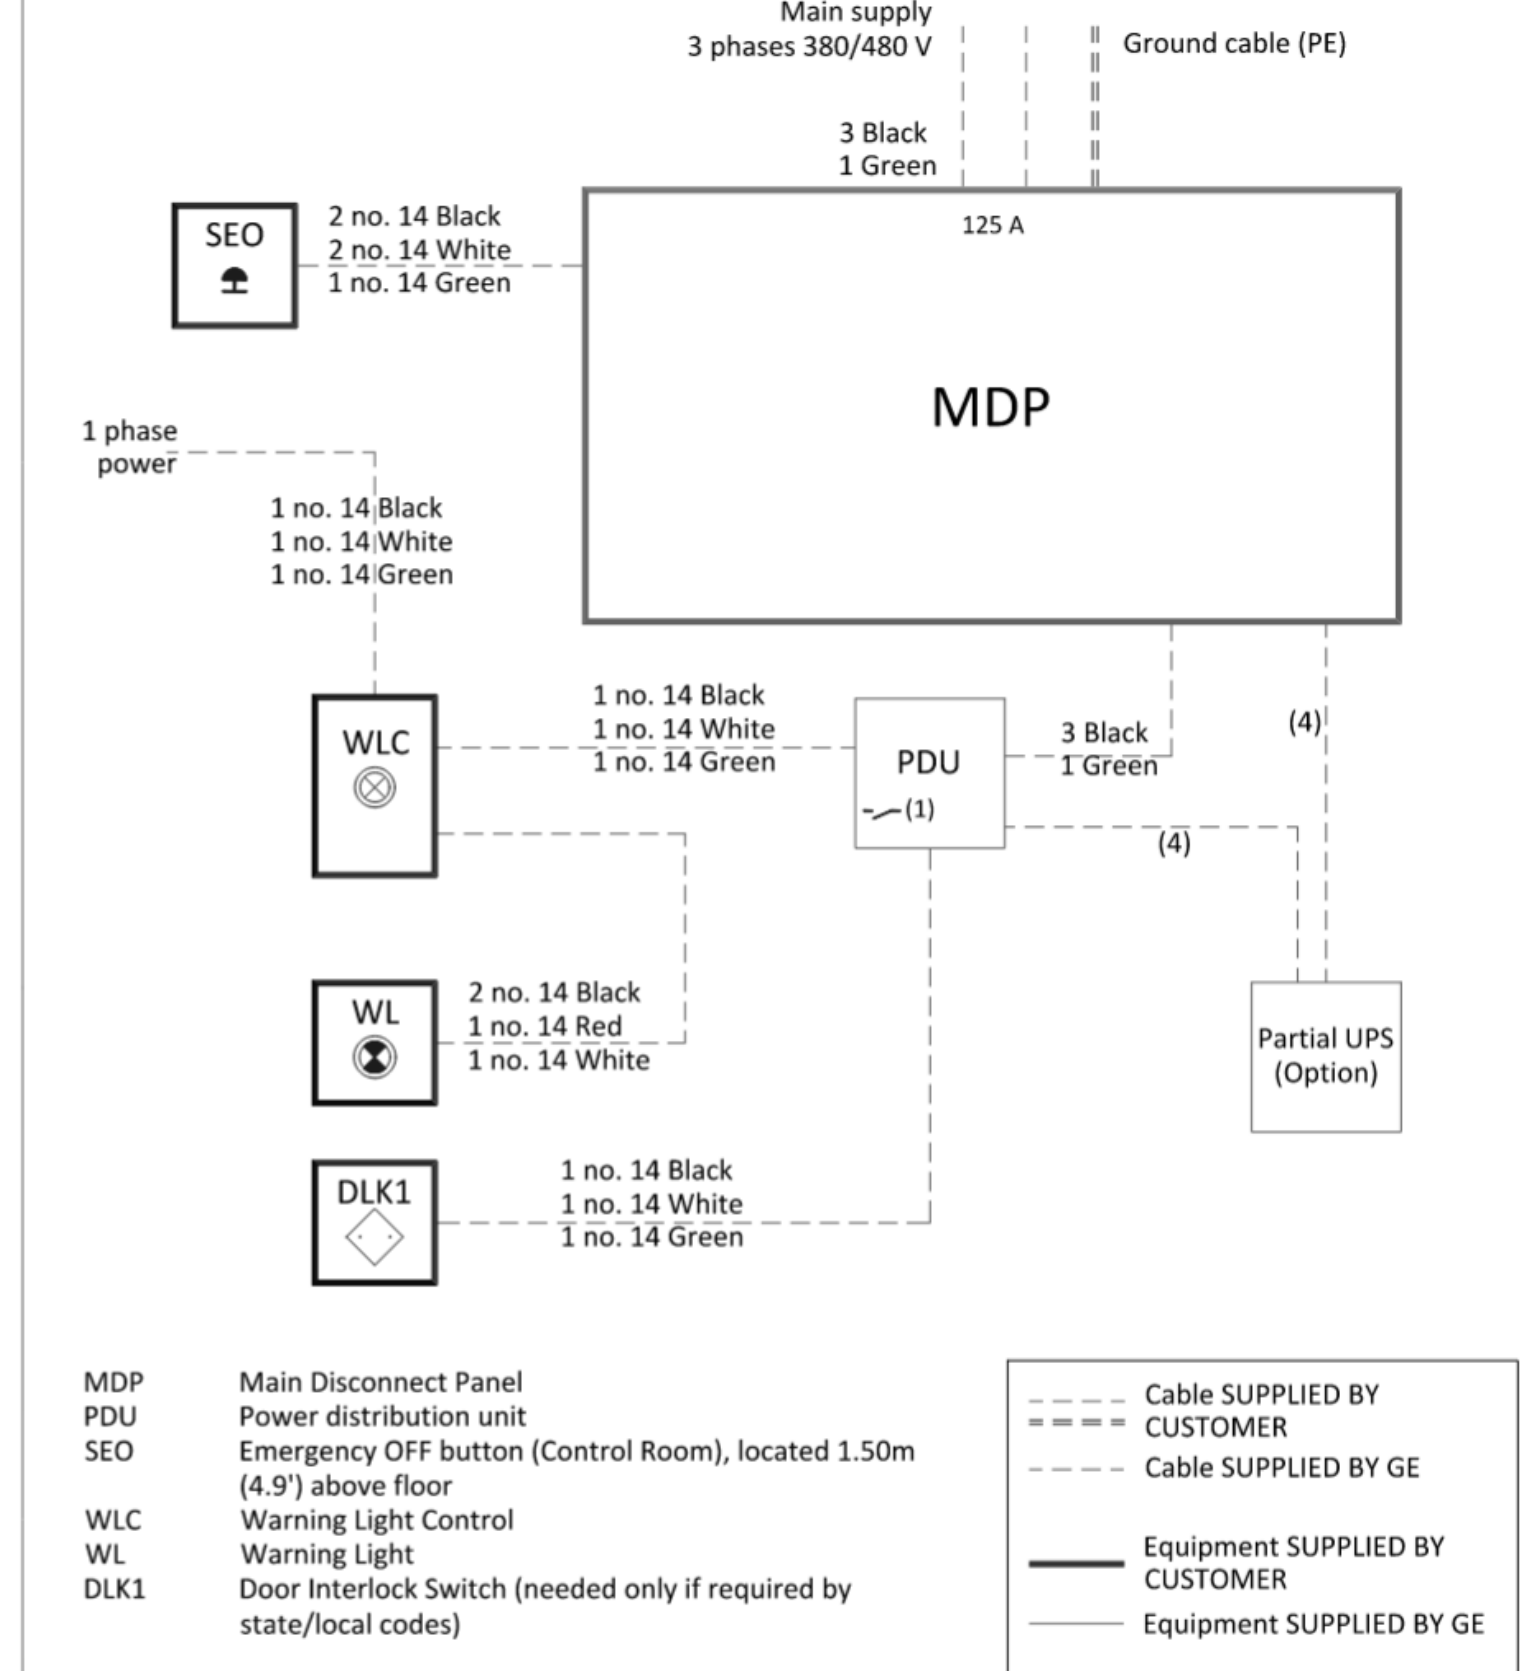 Main supply
3 phases 380/480 V
Ground cable (PE)
3 Black
1 Green
125 A
SEO
2 no. 14 Black
2 no. 14 White
1 no. 14 Green
MDP
1 phase
power
1 no. 14 Black
1 no. 14 White
1 no. 14 Green
WLC
1 no. 14 Black
1 no. 14 White
1 no. 14 Green
PDU
(1)
3 Black
1 Green
(4)
(4)
WL
2 no. 14 Black
1 no. 14 Red
1 no. 14 White
Partial UPS
(Option)
DLK1
1 no. 14 Black
1 no. 14 White
1 no. 14 Green
MDP Main Disconnect Panel
PDU Power distribution unit
SEO Emergency OFF button (Control Room), located 1.50m
(4.9') above floor
WLC Warning Light Control
WL Warning Light
DLK1 Door Interlock Switch (needed only if required by
state/local codes)
Cable SUPPLIED BY
CUSTOMER
Cable SUPPLIED BY GE
Equipment SUPPLIED BY
CUSTOMER
Equipment SUPPLIED BY GE